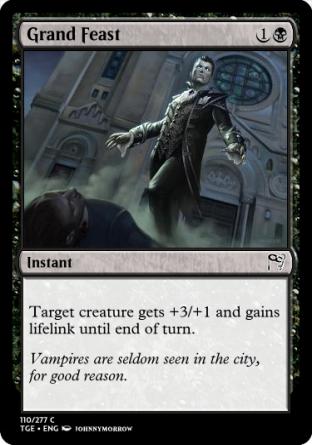 Grand Feast 1
Instant
Target creature gets +3/+1 and gains
lifelink until end of turn.
Vampires are seldom seen in the city,
for good reason.
110/277 C
TGE • ENG JOHNNYMORROW